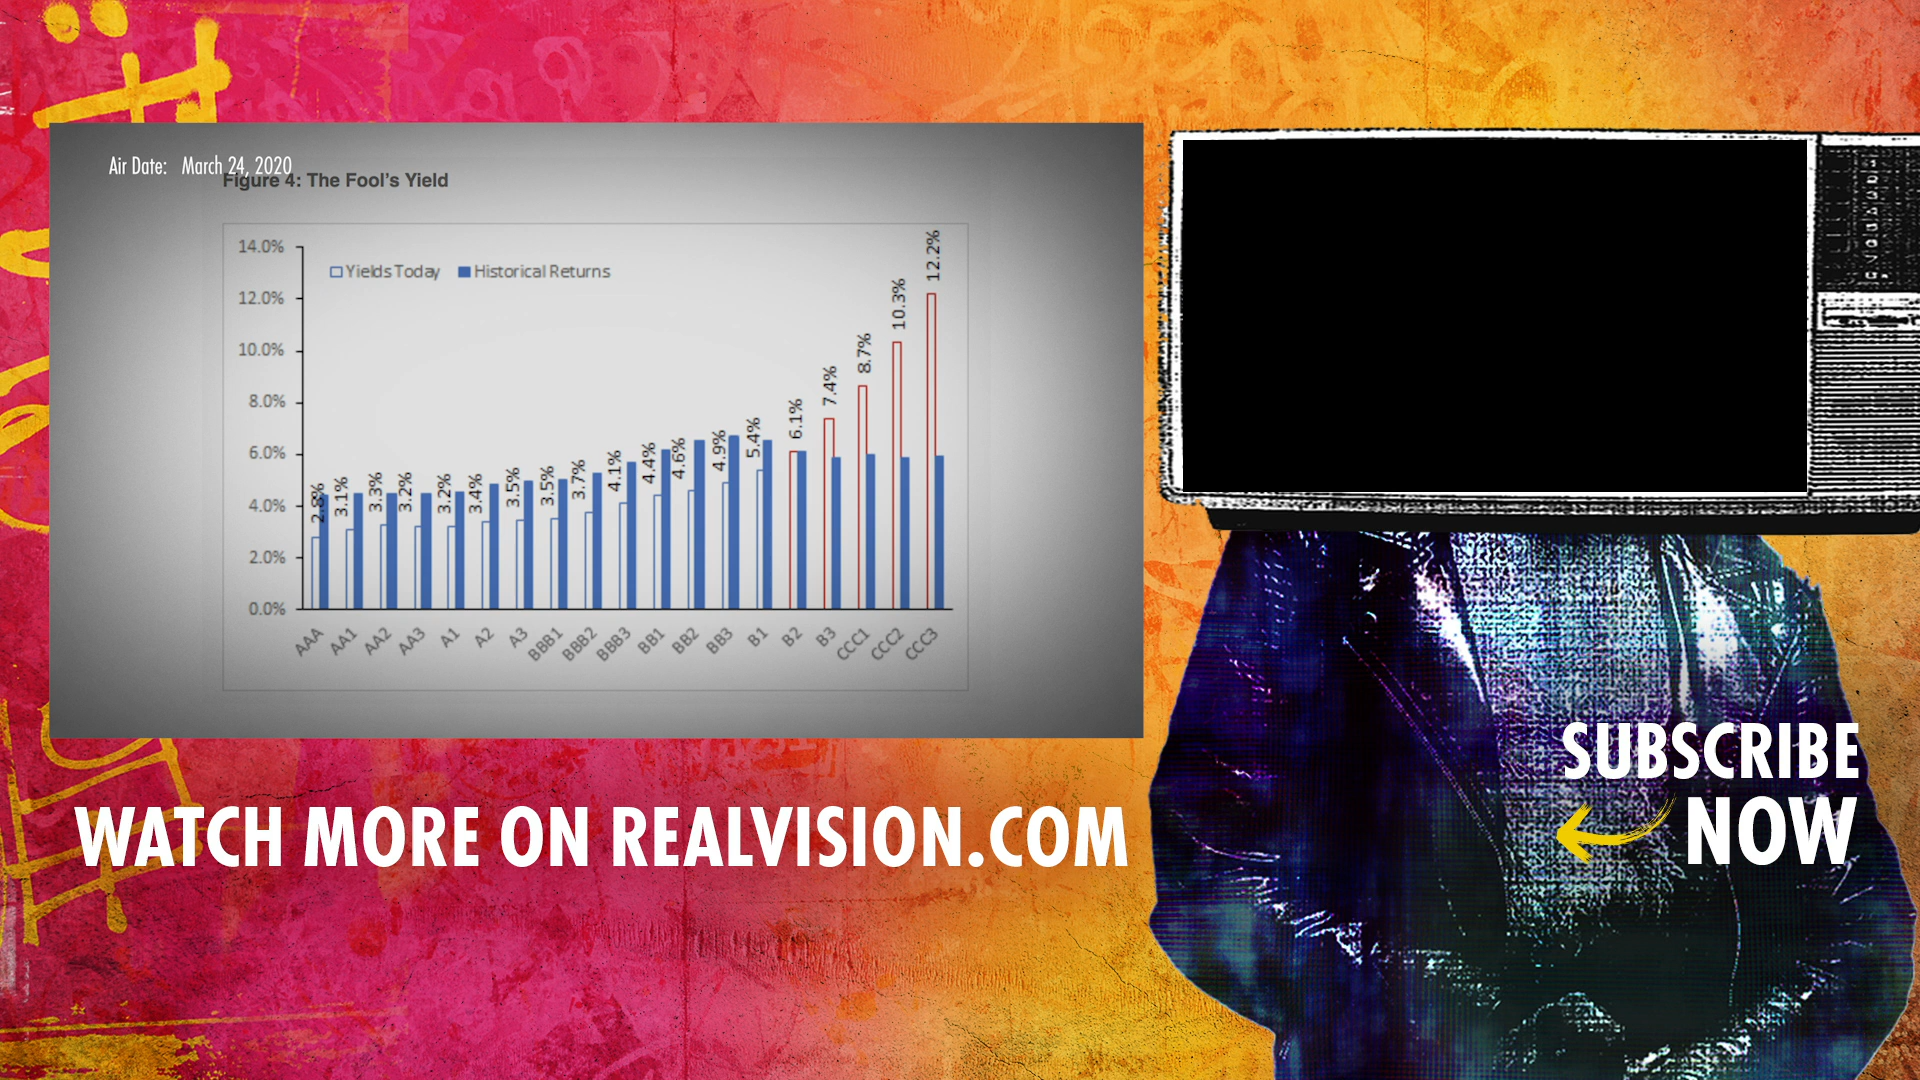 Air Date: March 24, 2020
Figure 4: The Fool's Yield
14.0%
12.0%
10.0%
8.0%
6.0%
4.0%
2.0%
0.0%
Yields Today
Historical Returns
2.8%
3.1%
3.3%
3.2%
3.2%
3.4%
3.5%
3.5%
3.7%
4.1%
4.4%
4.6%
4.9%
5.4%
6.1%
7.4%
8.7%
10.3%
12.2%
AAA
AA1
AA2
AA3
A1
A2
A3
BBB1
BBB2
BBB3
BB1
BB2
BB3
B1
B2
B3
CCC1
CCC2
CCC3
WATCH MORE ON REALVISION.COM
SUBSCRIBE
NOW